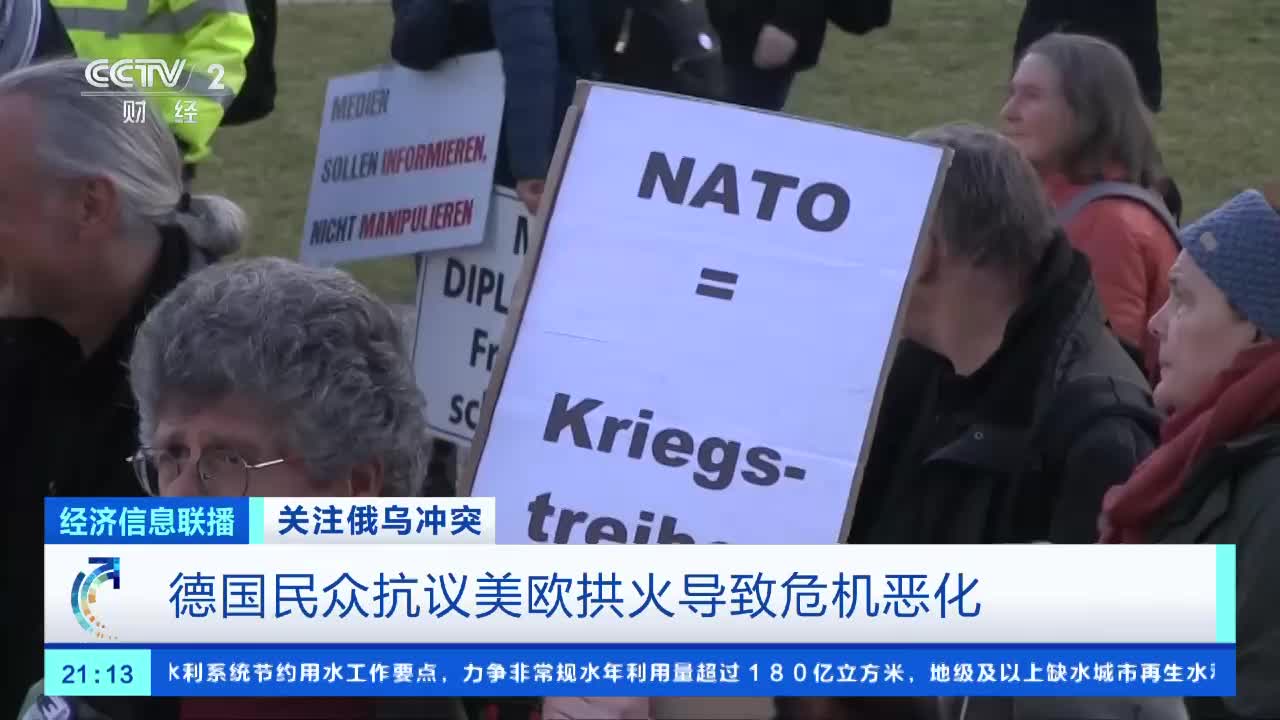 CCTV 2
财经
MEDIEN
SOLLEN INFORMIEREN,
NICHT MANIPULIEREN
DIPL
sc
NATO
=
Kriegs-
treibe
经济信息联播
关注俄乌冲突
德国民众抗议美欧拱火导致危机恶化
21:13
水利系统节约用水工作要点，力争非常规水年利用量超过180亿立方米，地级及以上缺水城市再生水利